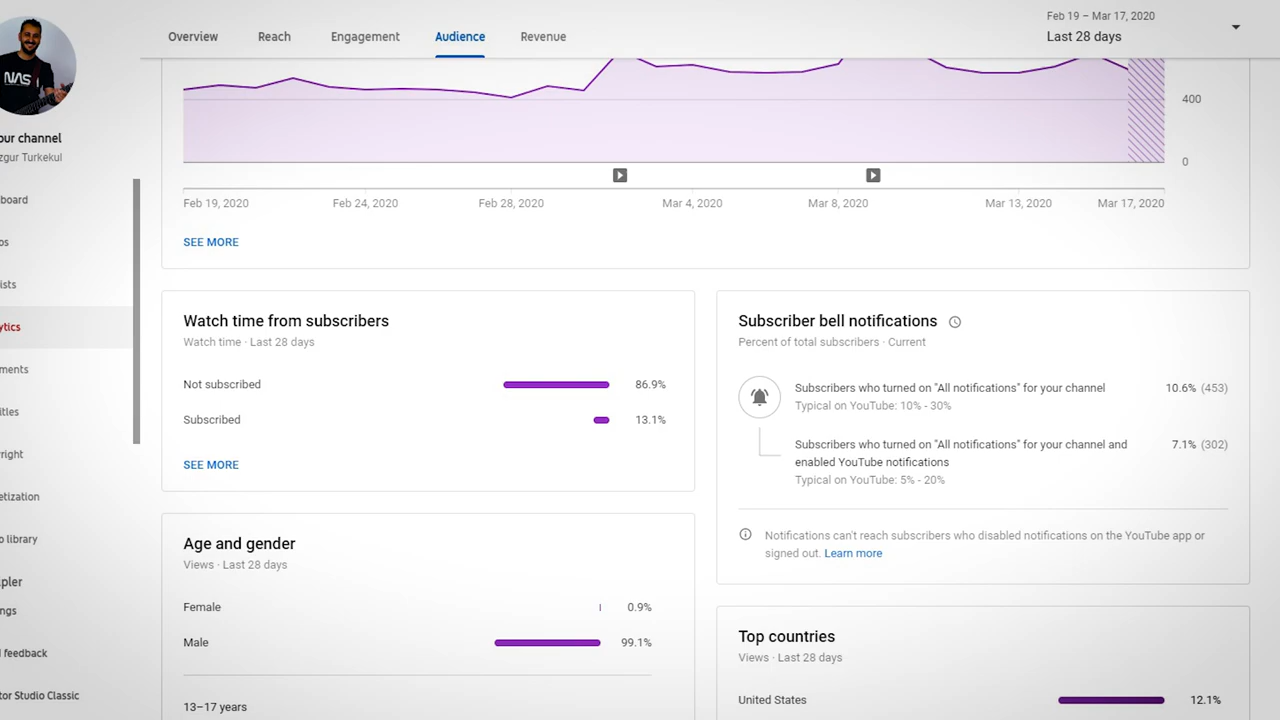 Feb 19 – Mar 17, 2020
Overview Reach Engagement Audience Revenue
Last 28 days
NAS
our channel
zgur Turkekul
board
os
ists
ytics
ments
itles
right
etization
o library
pler
ngs
d feedback
tor Studio Classic
400
0
Feb 19, 2020 Feb 24, 2020 Feb 28, 2020 Mar 4, 2020 Mar 8, 2020 Mar 13, 2020 Mar 17, 2020
SEE MORE
Watch time from subscribers
Watch time · Last 28 days
Not subscribed 86.9%
Subscribed 13.1%
SEE MORE
Subscriber bell notifications
Percent of total subscribers · Current
Subscribers who turned on "All notifications" for your channel 10.6% (453)
Typical on YouTube: 10% - 30%
Subscribers who turned on "All notifications" for your channel and 7.1% (302)
enabled YouTube notifications
Typical on YouTube: 5% - 20%
Notifications can't reach subscribers who disabled notifications on the YouTube app or
signed out. Learn more
Age and gender
Views · Last 28 days
Female 0.9%
Male 99.1%
13–17 years
Top countries
Views · Last 28 days
United States 12.1%